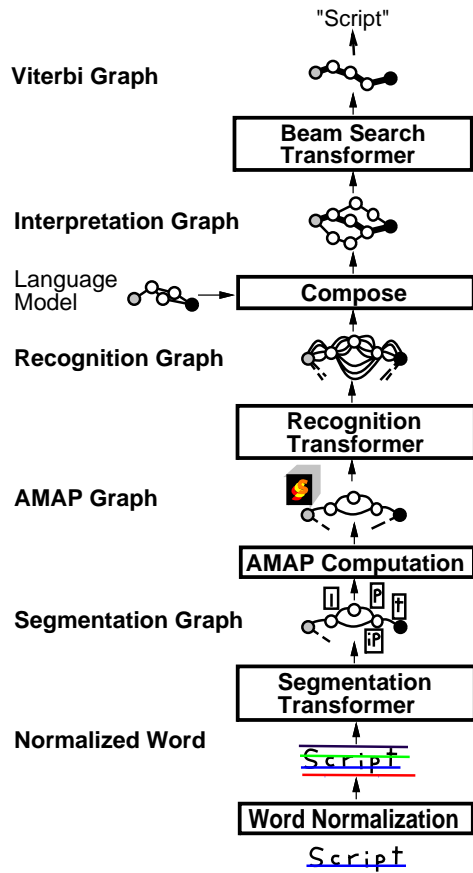 "Script"
Viterbi Graph
Beam Search
Transformer
Interpretation Graph
Language
Model
Compose
Recognition Graph
Recognition
Transformer
AMAP Graph
S
AMAP Computation
Segmentation Graph
i
p
t
ip
Segmentation
Transformer
Normalized Word
Script
Word Normalization
Script